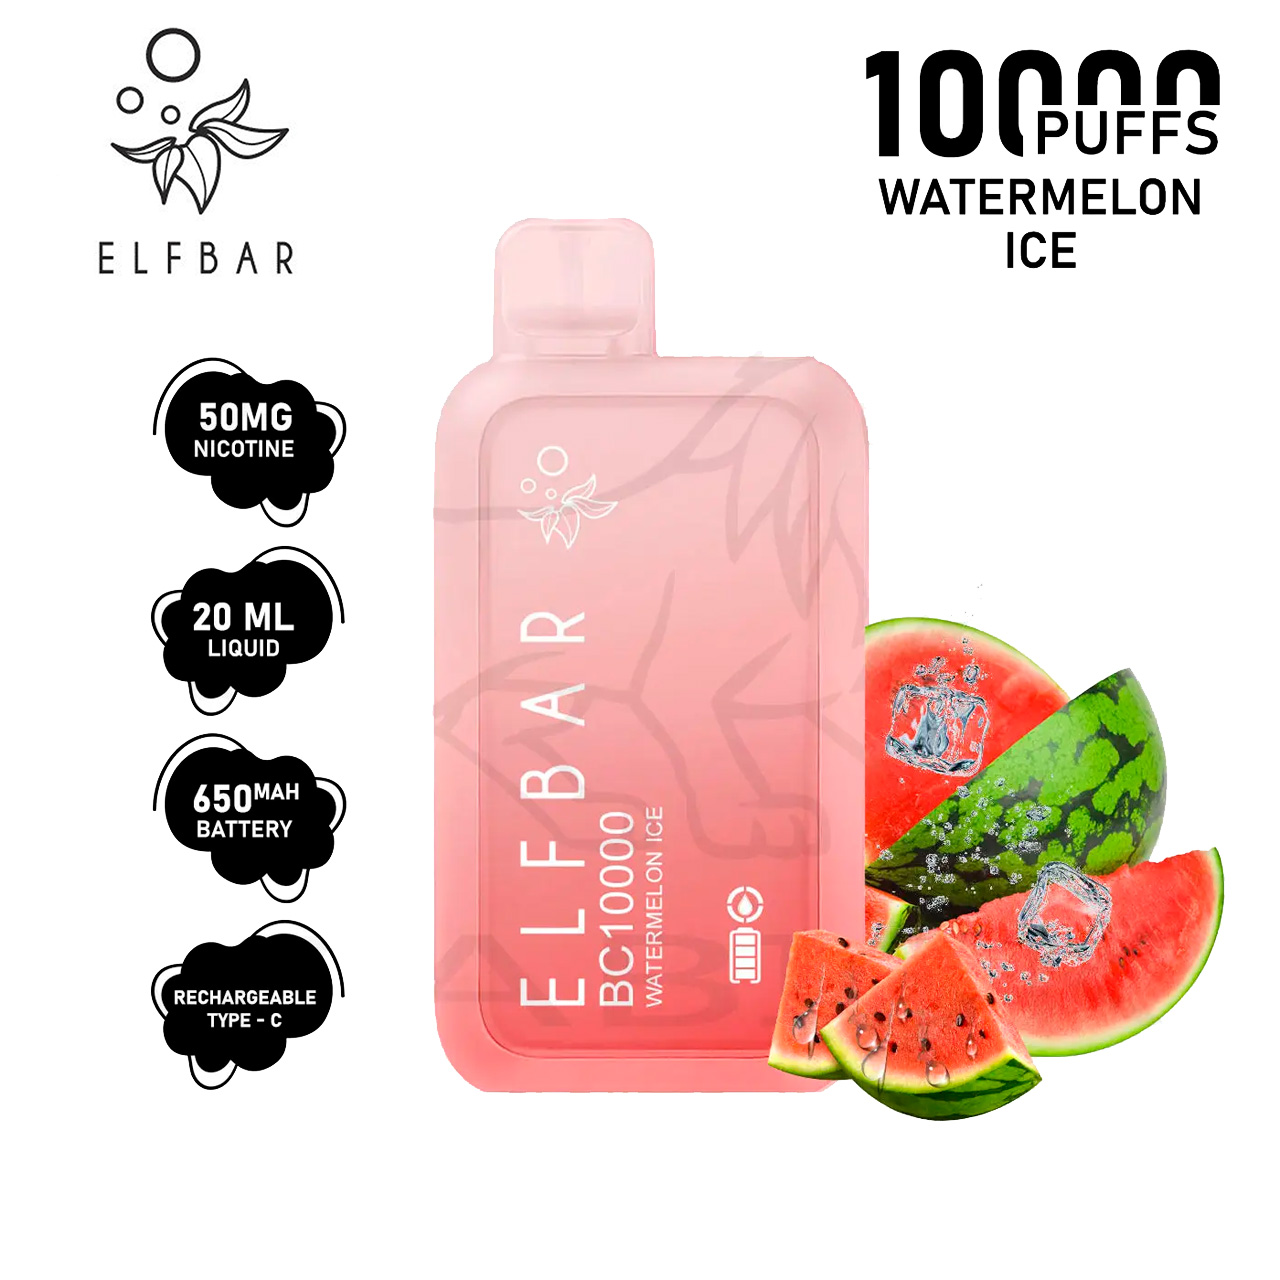 ELFBAR
10000
PUFFS
WATERMELON
ICE
50MG
NICOTINE
20 ML
LIQUID
650MAH
BATTERY
RECHARGEABLE
TYPE - C
ELFBAR
BC10000
WATERMELON ICE